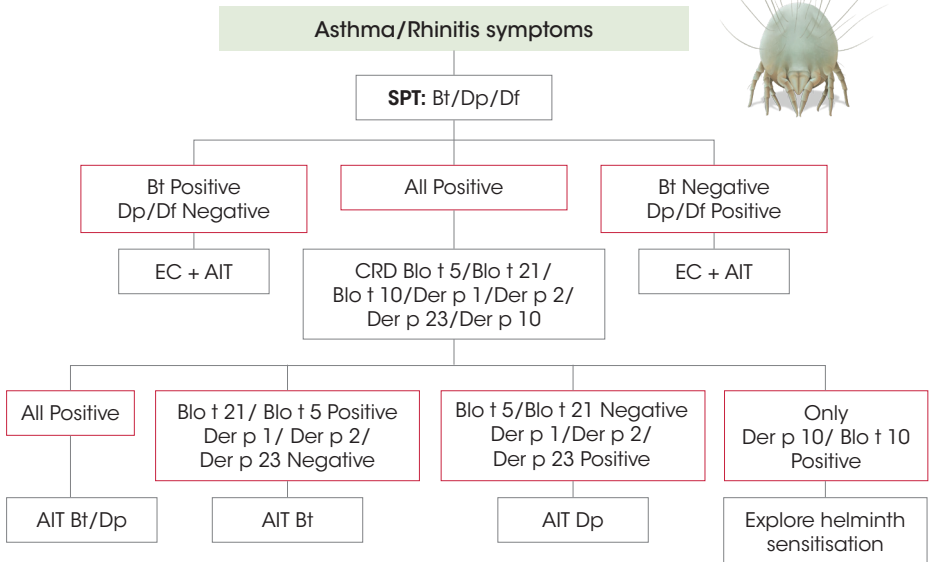 Asthma/Rhinitis symptoms
SPT: Bt/Dp/Df
Bt Positive
Dp/Df Negative
All Positive
Bt Negative
Dp/Df Positive
EC + AIT
CRD Blo t 5/Blo t 21/
Blo t 10/Der p 1/Der p 2/
Der p 23/Der p 10
EC + AIT
All Positive
Blo t 21/ Blo t 5 Positive
Der p 1/ Der p 2/
Der p 23 Negative
Blo t 5/Blo t 21 Negative
Der p 1/Der p 2/
Der p 23 Positive
Only
Der p 10/ Blo t 10
Positive
AIT Bt/Dp
AIT Bt
AIT Dp
Explore helminth
sensitisation